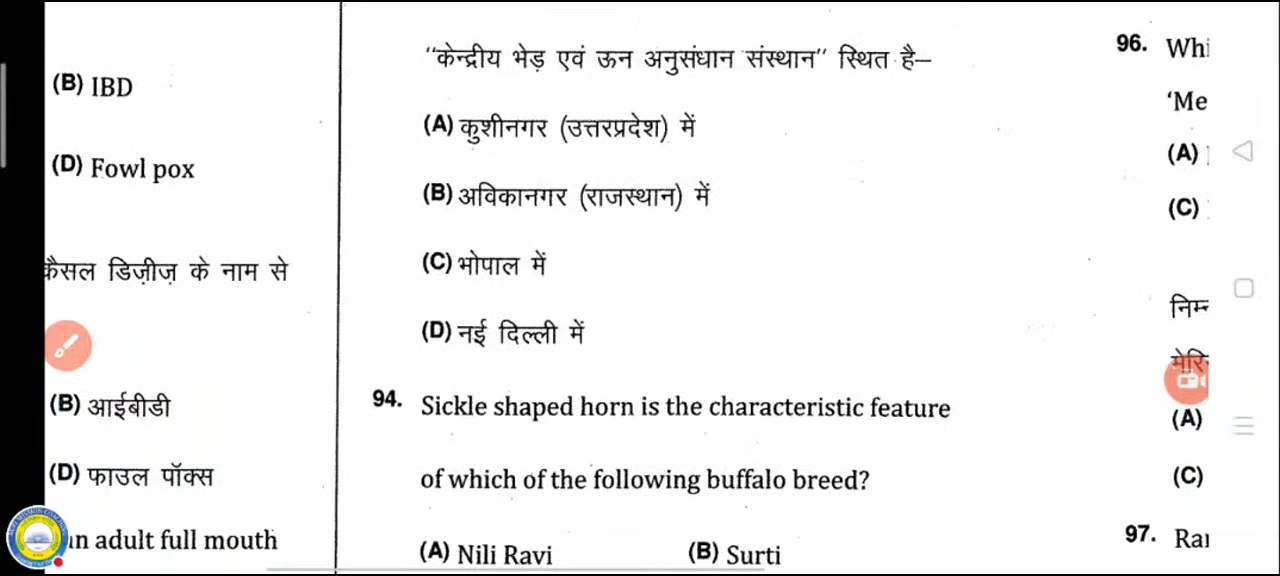 (B) IBD
(D) Fowl pox
कैसल डिज़ीज़ के नाम से
(B) आईबीडी
(D) फाउल पॉक्स
adult full mouth
"केन्द्रीय भेड़ एवं ऊन अनुसंधान संस्थान" स्थित है–
(A) कुशीनगर (उत्तरप्रदेश) में
(B) अविकानगर (राजस्थान) में
(C) भोपाल में
(D) नई दिल्ली में
94. Sickle shaped horn is the characteristic feature
of which of the following buffalo breed?
(A) Nili Ravi (B) Surti
96.
'Me
(A)
(C)
(A)
(C)
97.